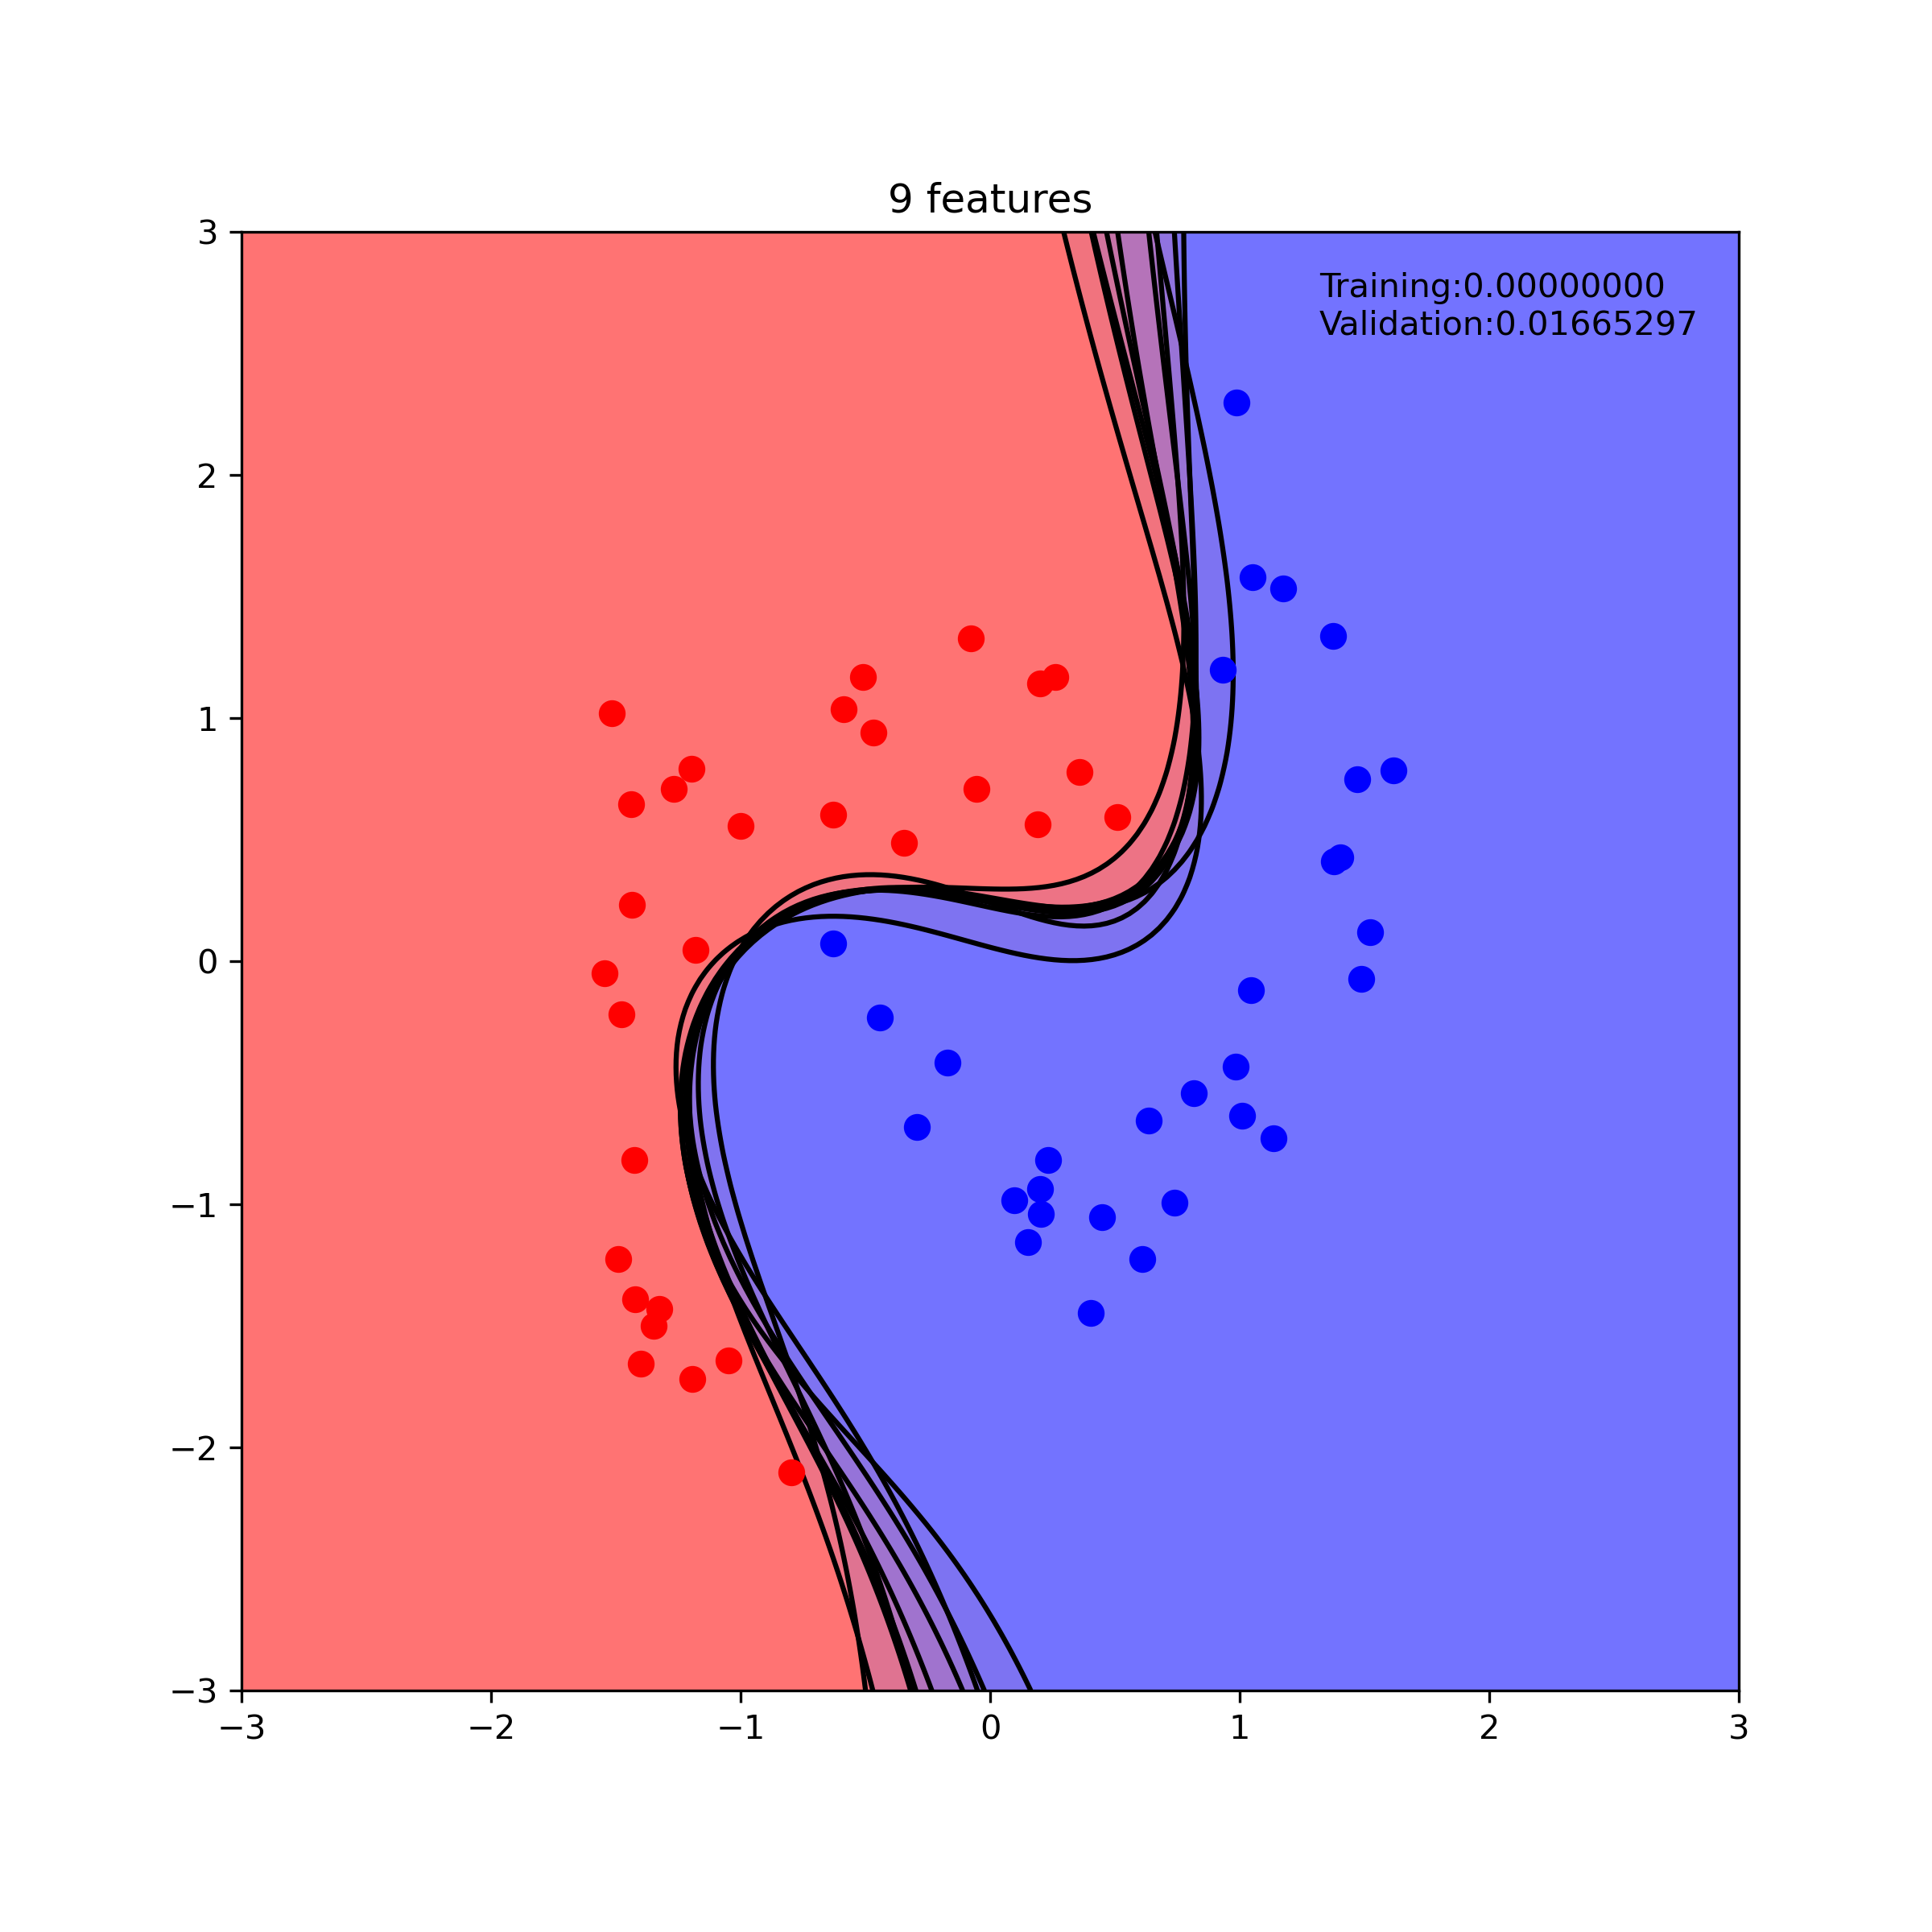 9 features
Training:0.00000000
Validation:0.01665297
3
2
1
0
−1
−2
−3
−3 −2 −1 0 1 2 3